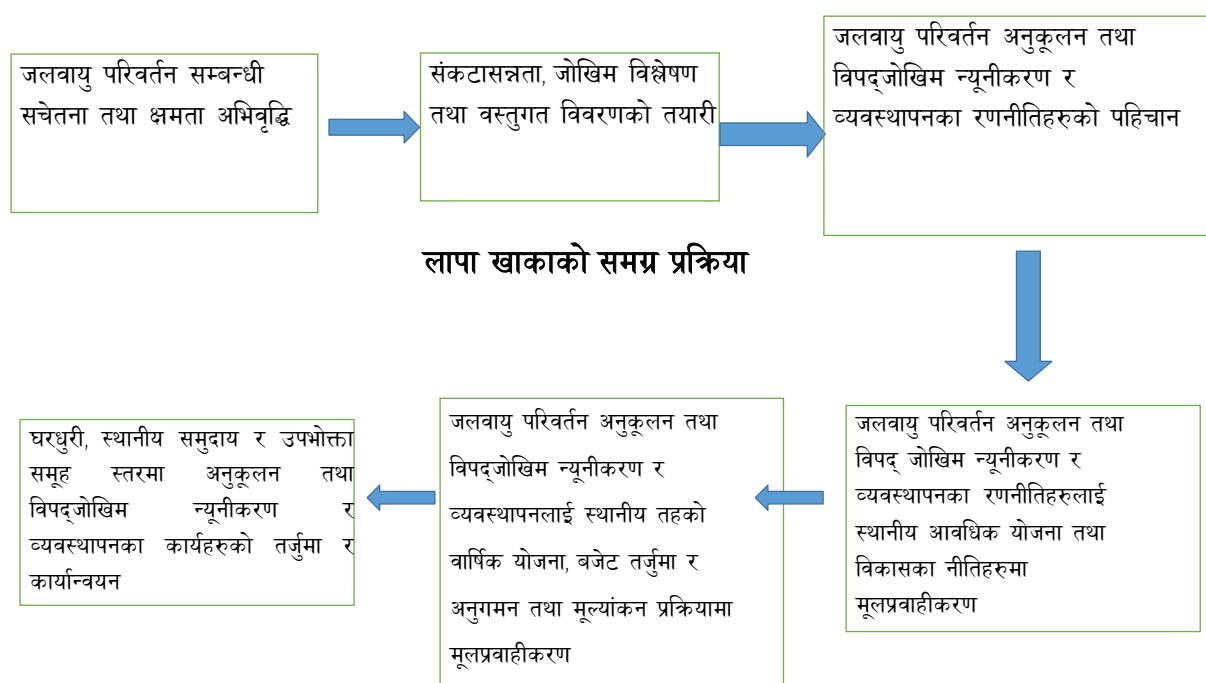 जलवायु परिवर्तन सम्बन्धी
सचेतना तथा क्षमता अभिवृद्धि
संकटासन्नता, जोखिम विश्लेषण
तथा वस्तुगत विवरणको तयारी
जलवायु परिवर्तन अनुकूलन तथा
विपद्जोखिम न्यूनीकरण र
व्यवस्थापनका रणनीतिहरुको पहिचान
लापा खाकाको समग्र प्रक्रिया
जलवायु परिवर्तन अनुकूलन तथा
विपद् जोखिम न्यूनीकरण र
व्यवस्थापनका रणनीतिहरुलाई
स्थानीय आवधिक योजना तथा
विकासका नीतिहरुमा
मूलप्रवाहीकरण
जलवायु परिवर्तन अनुकूलन तथा
विपद्जोखिम न्यूनीकरण र
व्यवस्थापनलाई स्थानीय तहको
वार्षिक योजना, बजेट तर्जुमा र
अनुगमन तथा मूल्यांकन प्रक्रियामा
मूलप्रवाहीकरण
घरधुरी, स्थानीय समुदाय र उपभोक्ता
समूह स्तरमा अनुकूलन तथा
विपद्जोखिम न्यूनीकरण र
व्यवस्थापनका कार्यहरुको तर्जुमा र
कार्यान्वयन